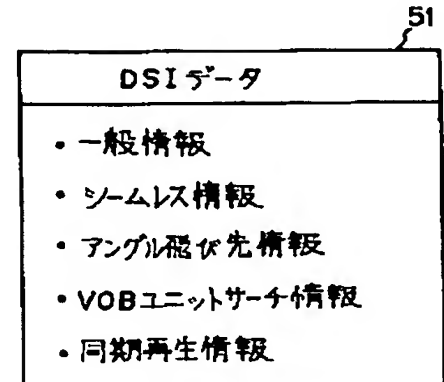 51
DSIデータ
・一般情報
・シームレス情報
・アングル飛び先情報
・VOBユニットサーチ情報
・同期再生情報